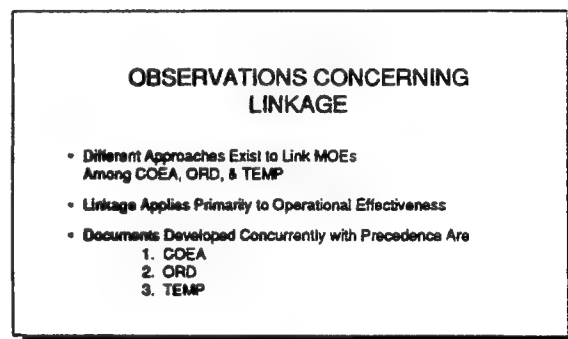 OBSERVATIONS CONCERNING
LINKAGE
• Different Approaches Exist to Link MOEs
Among COEA, ORD, & TEMP
• Linkage Applies Primarily to Operational Effectiveness
• Documents Developed Concurrently with Precedence Are
1. COEA
2. ORD
3. TEMP